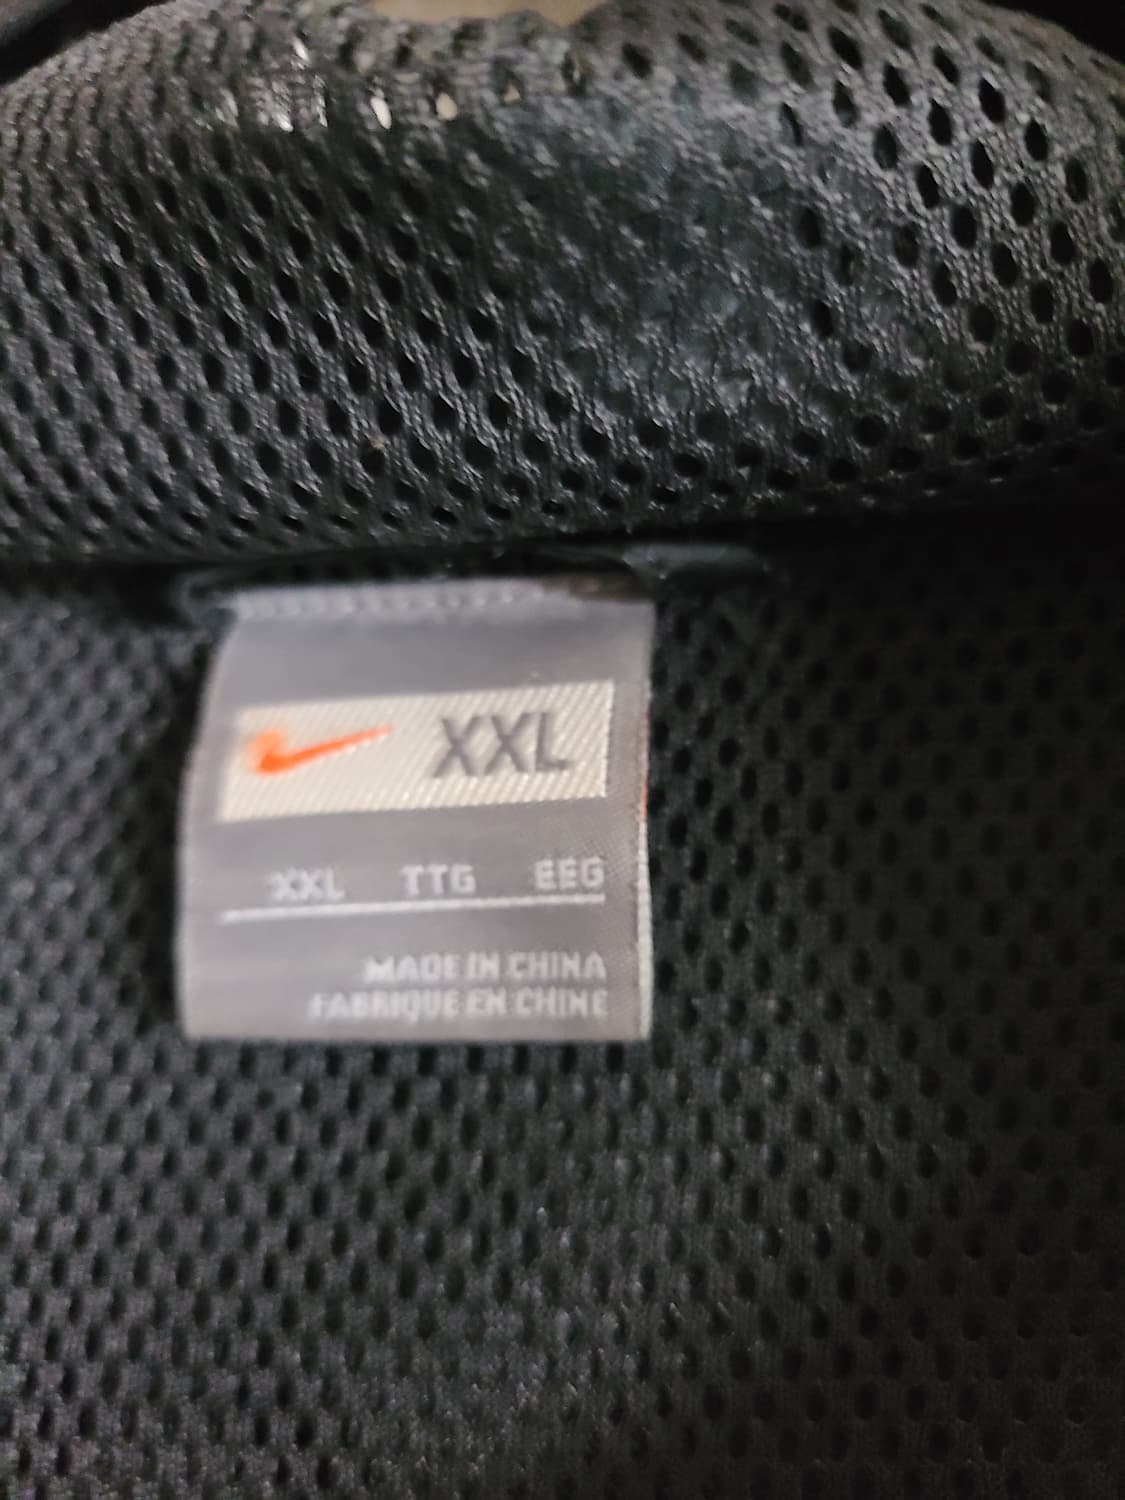 XXL
XXL TTG EEG
MADE IN CHINA
FABRIQUE EN CHINE